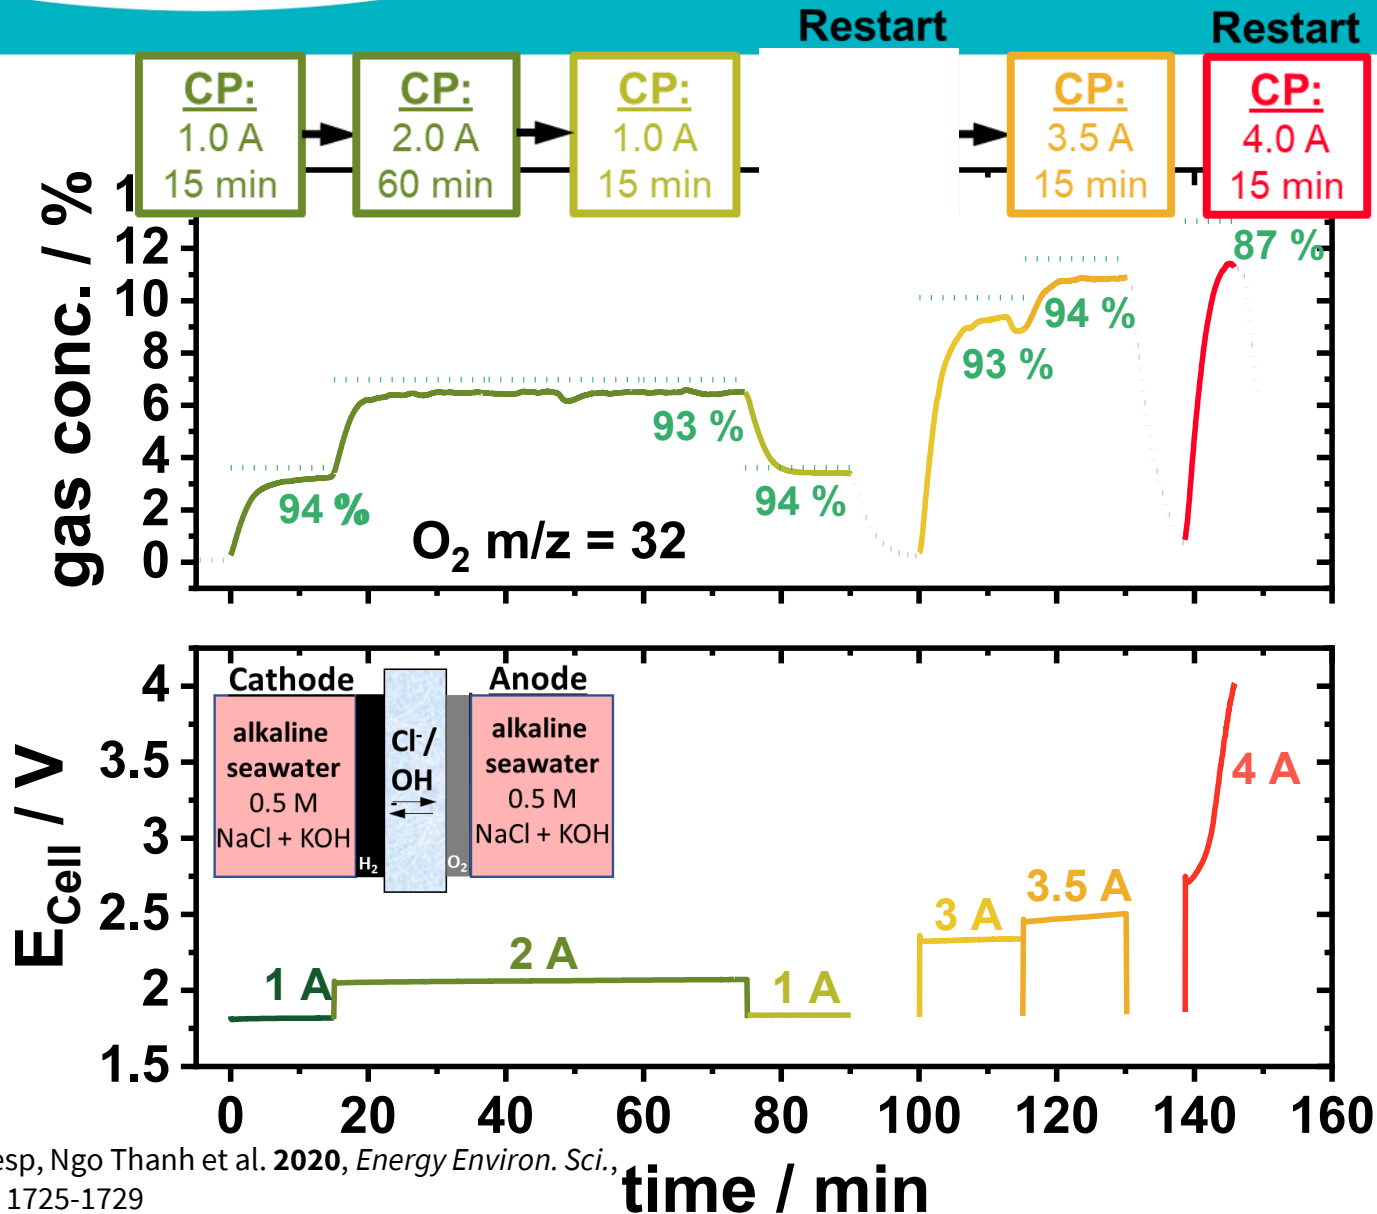 Restart
Restart
CP:
1.0 A
15 min
CP:
2.0 A
60 min
CP:
1.0 A
15 min
CP:
3.5 A
15 min
CP:
4.0 A
15 min
gas conc. / %
12
10
8
6
4
2
0
94 %
93 %
94 %
93 %
94 %
87 %
O₂ m/z = 32
E_Cell / V
4
3.5
3
2.5
2
1.5
Cathode
alkaline
seawater
0.5 M
NaCl + KOH
H₂
Cl⁻/
OH
-
O₂
Anode
alkaline
seawater
0.5 M
NaCl + KOH
1 A
2 A
1 A
3 A
3.5 A
4 A
0 20 40 60 80 100 120 140 160
time / min
esp, Ngo Thanh et al. 2020, Energy Environ. Sci.,
1725-1729